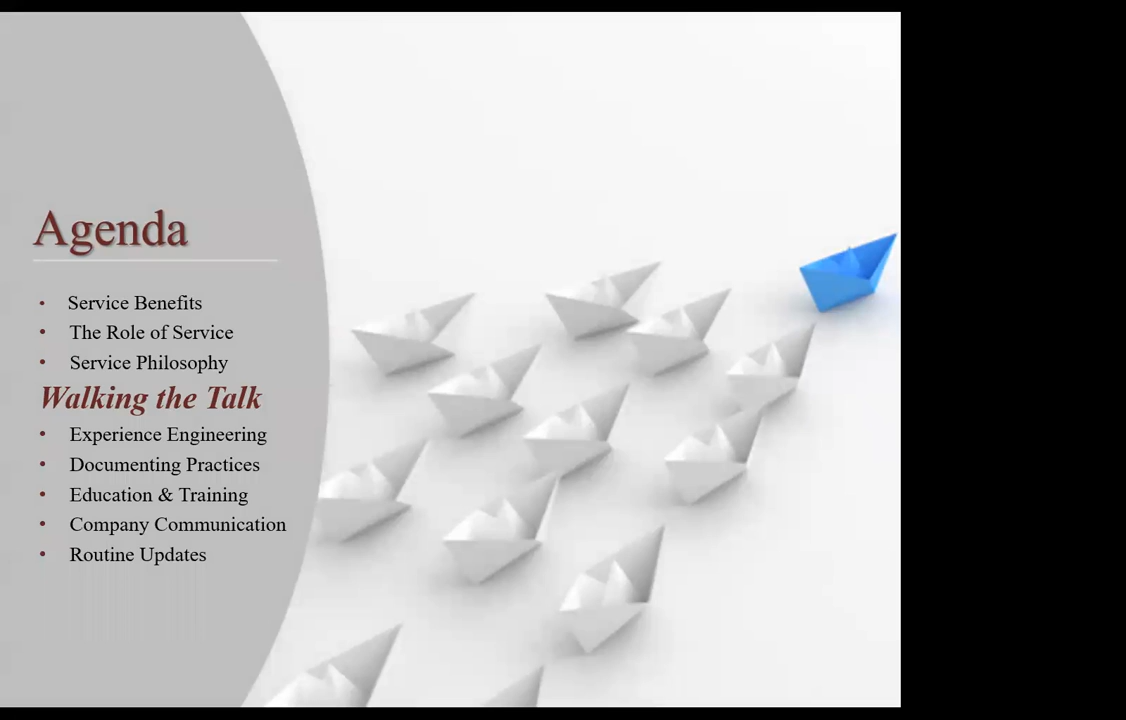 Agenda
• Service Benefits
• The Role of Service
• Service Philosophy
Walking the Talk
• Experience Engineering
• Documenting Practices
• Education & Training
• Company Communication
• Routine Updates